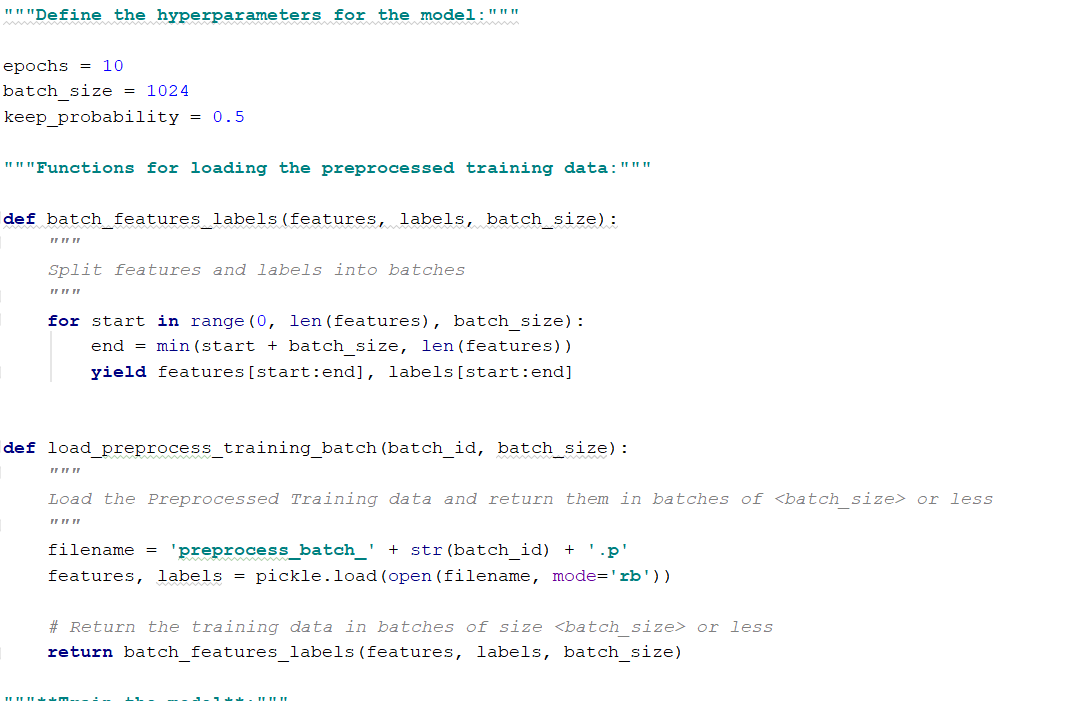 """Define the hyperparameters for the model:"""
epochs = 10
batch_size = 1024
keep_probability = 0.5
"""Functions for loading the preprocessed training data:"""
def batch_features_labels(features, labels, batch_size):
    """
    Split features and labels into batches
    """
    for start in range(0, len(features), batch_size):
        end = min(start + batch_size, len(features))
        yield features[start:end], labels[start:end]
def load_preprocess_training_batch(batch_id, batch_size):
    """
    Load the Preprocessed Training data and return them in batches of <batch_size> or less
    """
    filename = 'preprocess_batch_' + str(batch_id) + '.p'
    features, labels = pickle.load(open(filename, mode='rb'))
    # Return the training data in batches of size <batch_size> or less
    return batch_features_labels(features, labels, batch_size)
"""**Train the model**:"""